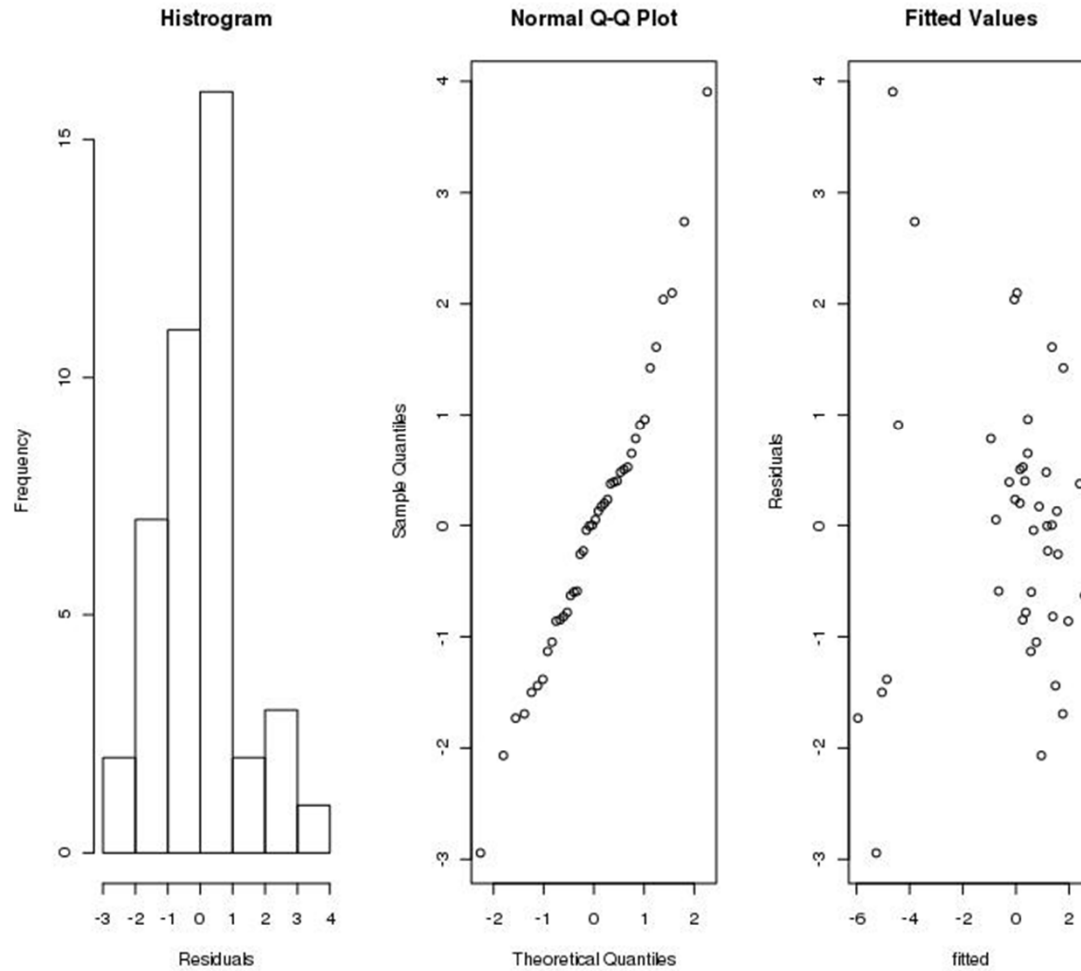 Histrogram
15
10
5
0
Frequency
-3 -2 -1 0 1 2 3 4
Residuals
Normal Q-Q Plot
4
3
2
1
0
-1
-2
-3
Sample Quantiles
-2 -1 0 1 2
Theoretical Quantiles
Fitted Values
4
3
2
1
0
-1
-2
-3
Residuals
-6 -4 -2 0 2
fitted